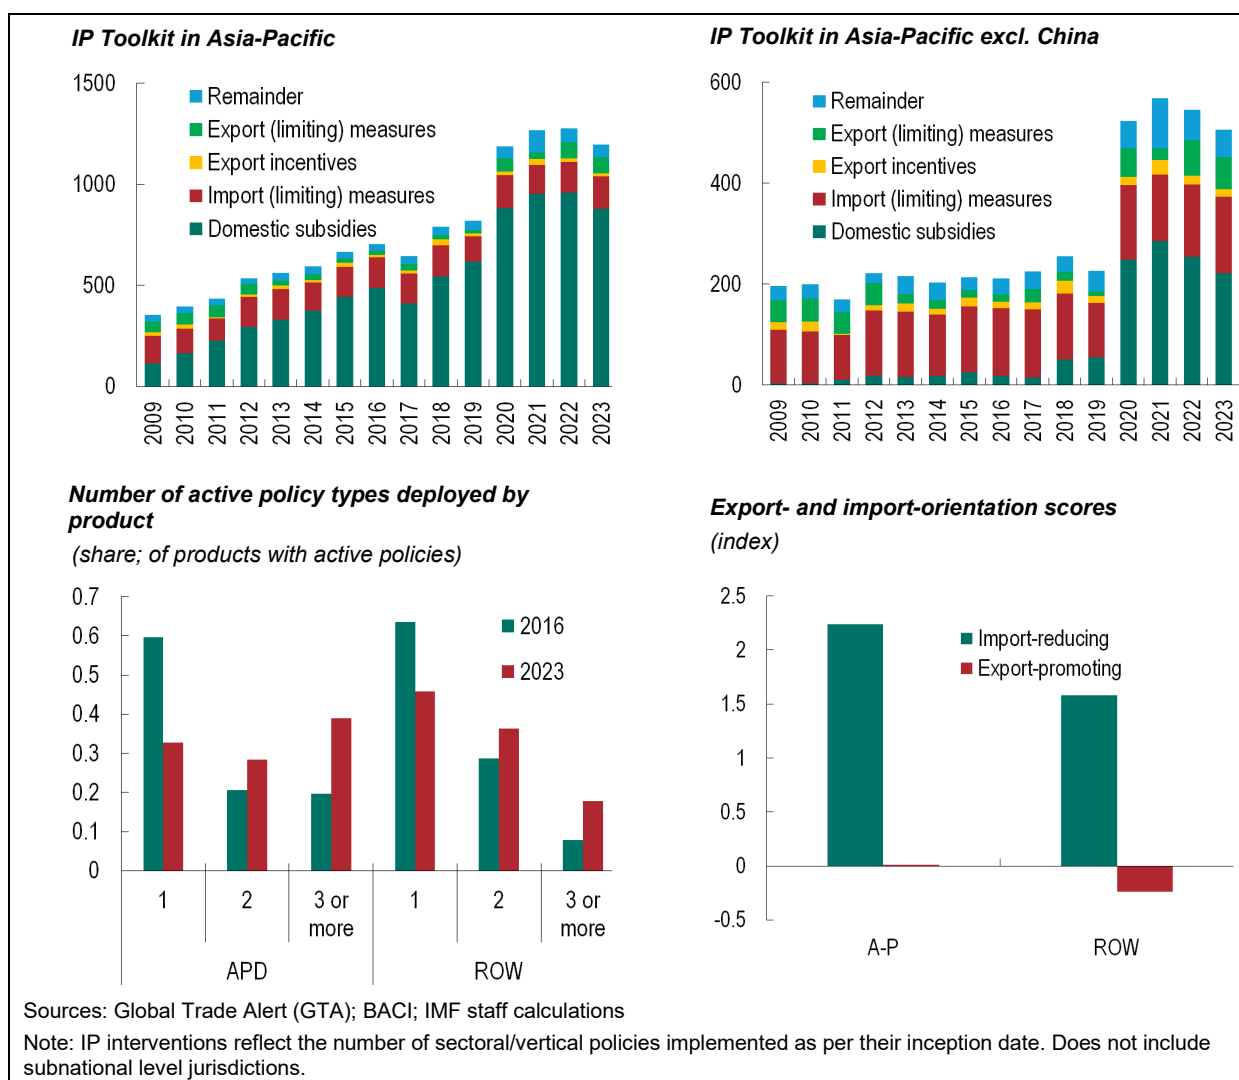 IP Toolkit in Asia-Pacific
1500
1000
500
0
Remainder
Export (limiting) measures
Export incentives
Import (limiting) measures
Domestic subsidies
2009 2010 2011 2012 2013 2014 2015 2016 2017 2018 2019 2020 2021 2022 2023
IP Toolkit in Asia-Pacific excl. China
600
400
200
0
Remainder
Export (limiting) measures
Export incentives
Import (limiting) measures
Domestic subsidies
2009 2010 2011 2012 2013 2014 2015 2016 2017 2018 2019 2020 2021 2022 2023
Number of active policy types deployed by
product
(share; of products with active policies)
0.7
0.6
0.5
0.4
0.3
0.2
0.1
0
2016
2023
1 2 3 or 1 2 3 or
more more
APD ROW
Export- and import-orientation scores
(index)
2.5
2
1.5
1
0.5
0
-0.5
Import-reducing
Export-promoting
A-P ROW
Sources: Global Trade Alert (GTA); BACI; IMF staff calculations
Note: IP interventions reflect the number of sectoral/vertical policies implemented as per their inception date. Does not include
subnational level jurisdictions.